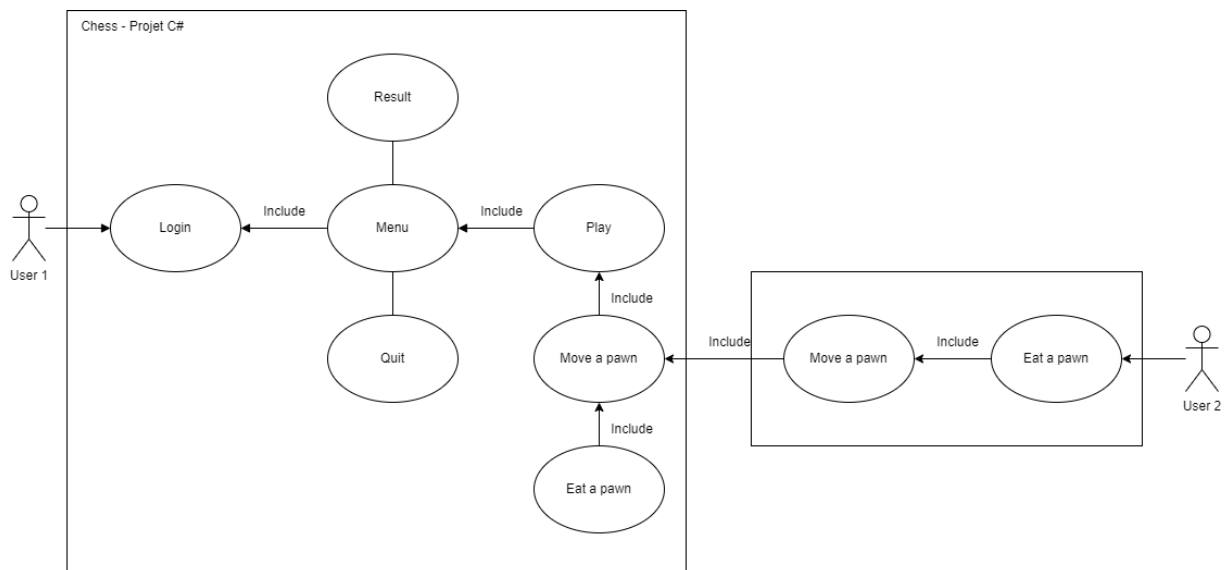 Chess - Projet C#
Result
Login
Include
Menu
Include
Play
User 1
Include
Quit
Move a pawn
Include
Move a pawn
Include
Eat a pawn
User 2
Include
Eat a pawn